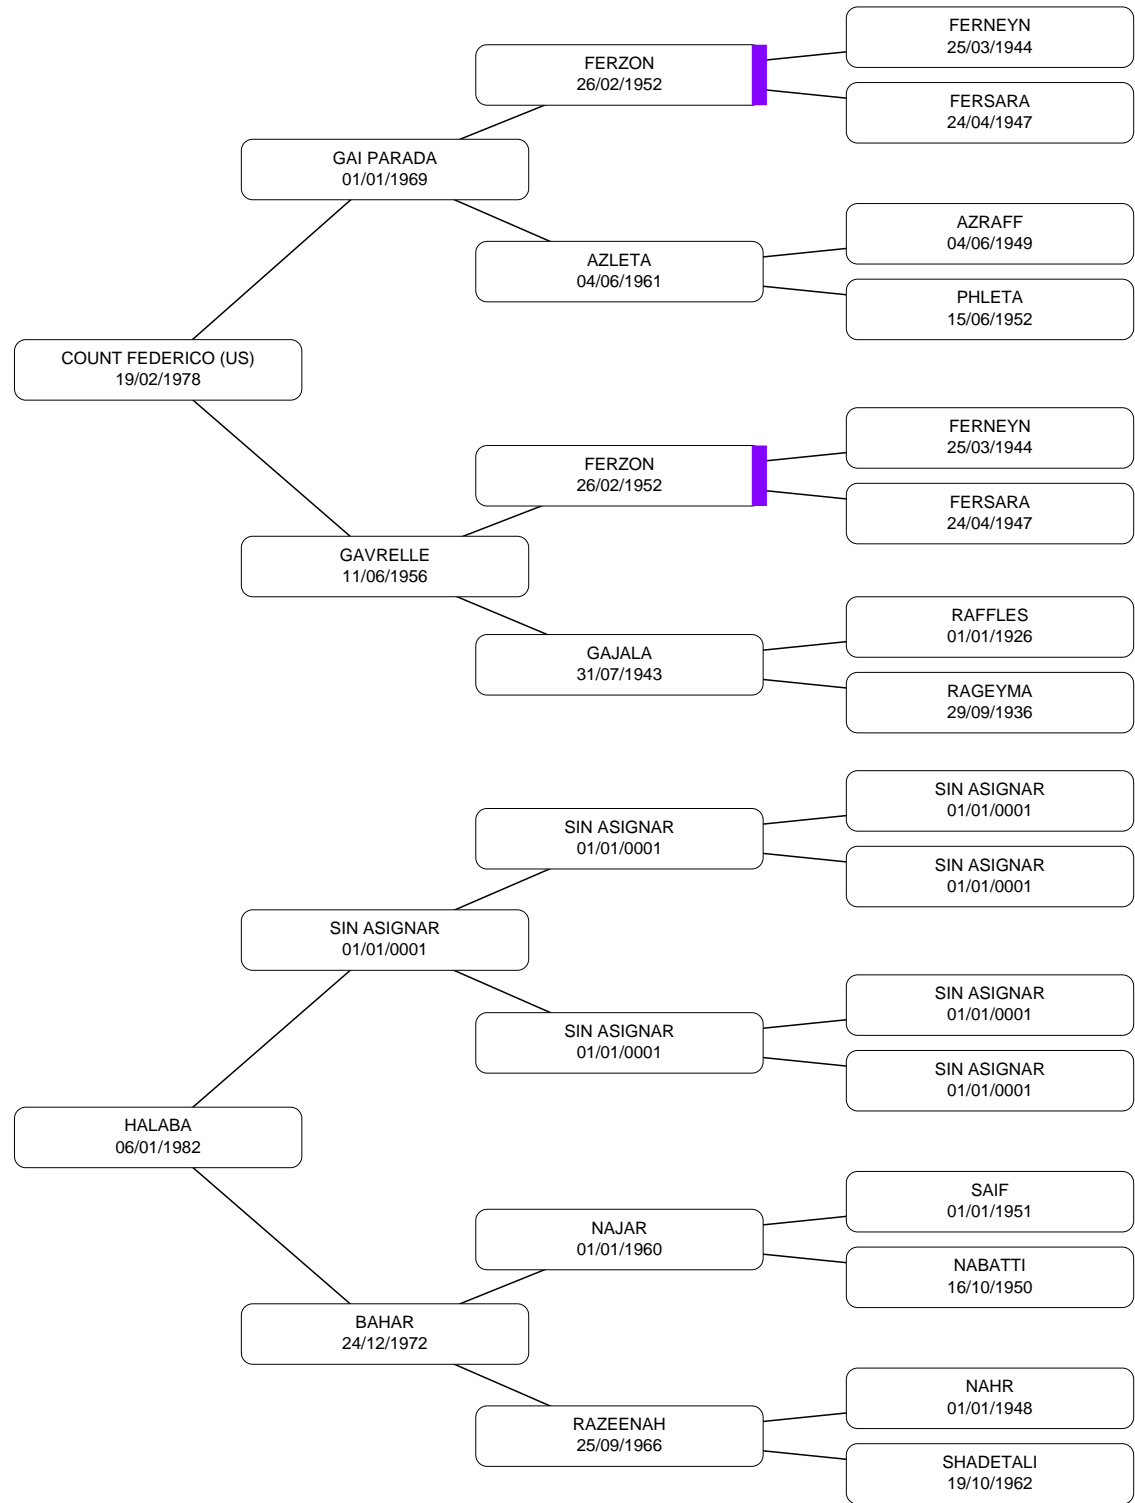 FERNEYN
25/03/1944
FERZON
26/02/1952
FERSARA
24/04/1947
GAI PARADA
01/01/1969
AZRAFF
04/06/1949
AZLETA
04/06/1961
PHLETA
15/06/1952
COUNT FEDERICO (US)
19/02/1978
FERNEYN
25/03/1944
FERZON
26/02/1952
FERSARA
24/04/1947
GAVRELLE
11/06/1956
RAFFLES
01/01/1926
GAJALA
31/07/1943
RAGEYMA
29/09/1936
SIN ASIGNAR
01/01/0001
SIN ASIGNAR
01/01/0001
SIN ASIGNAR
01/01/0001
SIN ASIGNAR
01/01/0001
SIN ASIGNAR
01/01/0001
SIN ASIGNAR
01/01/0001
SIN ASIGNAR
01/01/0001
HALABA
06/01/1982
SAIF
01/01/1951
NAJAR
01/01/1960
NABATTI
16/10/1950
BAHAR
24/12/1972
NAHR
01/01/1948
RAZEENAH
25/09/1966
SHADETALI
19/10/1962